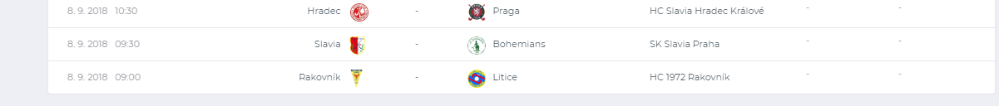 8. 9. 2018 10:30 Hradec - Praga HC Slavia Hradec Králové - -
8. 9. 2018 09:30 Slavia - Bohemians SK Slavia Praha - -
8. 9. 2018 09:00 Rakovník - Litice HC 1972 Rakovník - -